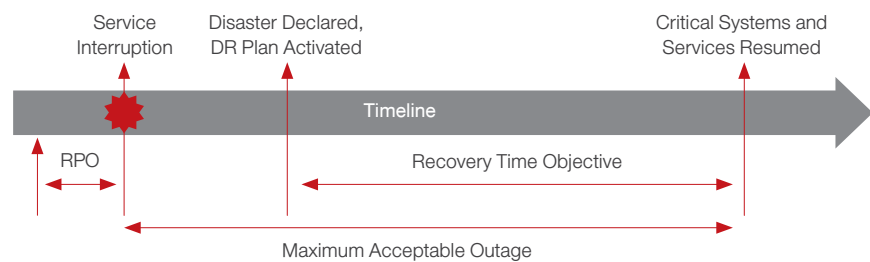 Service
Interruption
Disaster Declared,
DR Plan Activated
Critical Systems and
Services Resumed
Timeline
RPO
Recovery Time Objective
Maximum Acceptable Outage